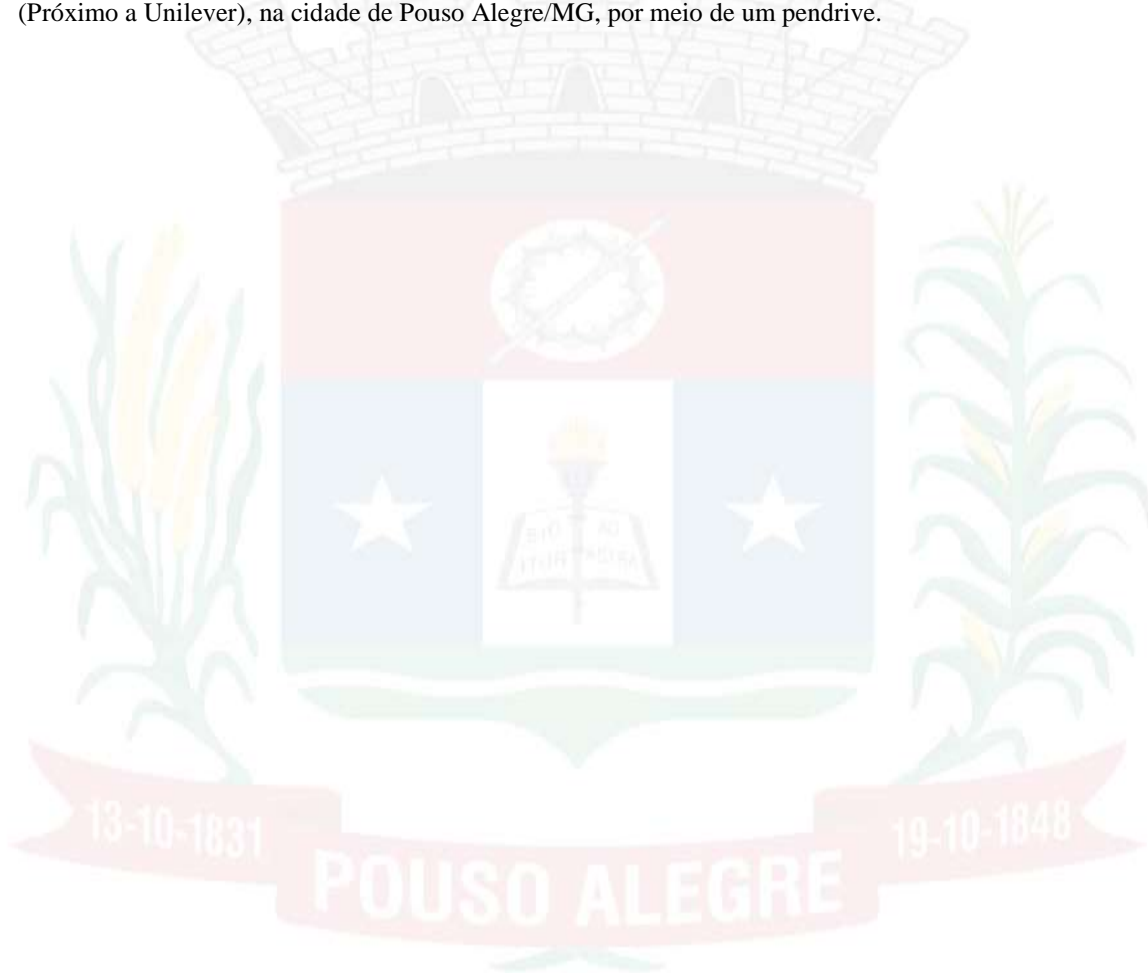 (Próximo a Unilever), na cidade de Pouso Alegre/MG, por meio de um pendrive.
13-10-1831
19-10-1848
POUSO ALEGRE